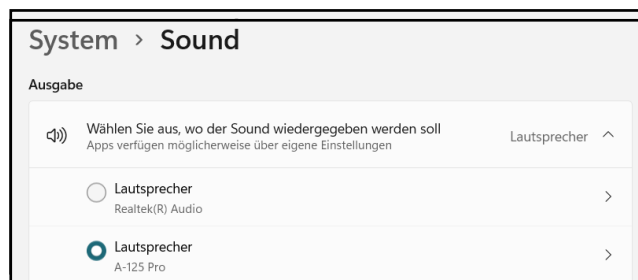 System > Sound
Ausgabe
Wählen Sie aus, wo der Sound wiedergegeben werden soll
Apps verfügen möglicherweise über eigene Einstellungen
Lautsprecher
Lautsprecher
Realtek(R) Audio
Lautsprecher
A-125 Pro